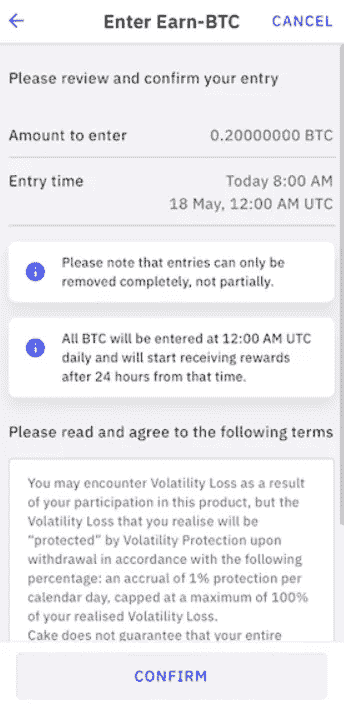 Enter Earn-BTC
CANCEL
Please review and confirm your entry
Amount to enter
0.20000000 BTC
Entry time
Today 8:00 AM
18 May, 12:00 AM UTC
Please note that entries can only be
removed completely, not partially.
All BTC will be entered at 12:00 AM UTC
daily and will start receiving rewards
after 24 hours from that time.
Please read and agree to the following terms
You may encounter Volatility Loss as a result
of your participation in this product, but the
Volatility Loss that you realise will be
“protected” by Volatility Protection upon
withdrawal in accordance with the following
percentage: an accrual of 1% protection per
calendar day, capped at a maximum of 100%
of your realised Volatility Loss.
Cake does not guarantee that your entire
CONFIRM